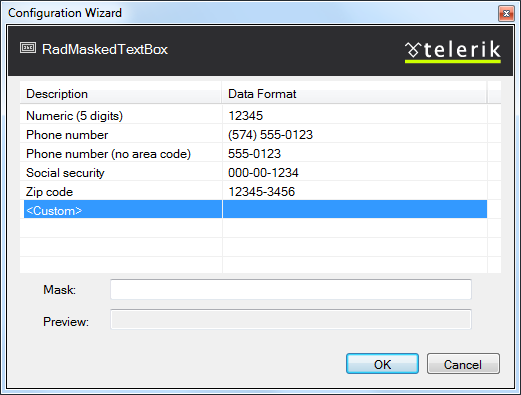 Configuration Wizard
RadMaskedTextBox
telerik
Description Data Format
Numeric (5 digits) 12345
Phone number (574) 555-0123
Phone number (no area code) 555-0123
Social security 000-00-1234
Zip code 12345-3456
<Custom>
Mask:
Preview:
OK Cancel